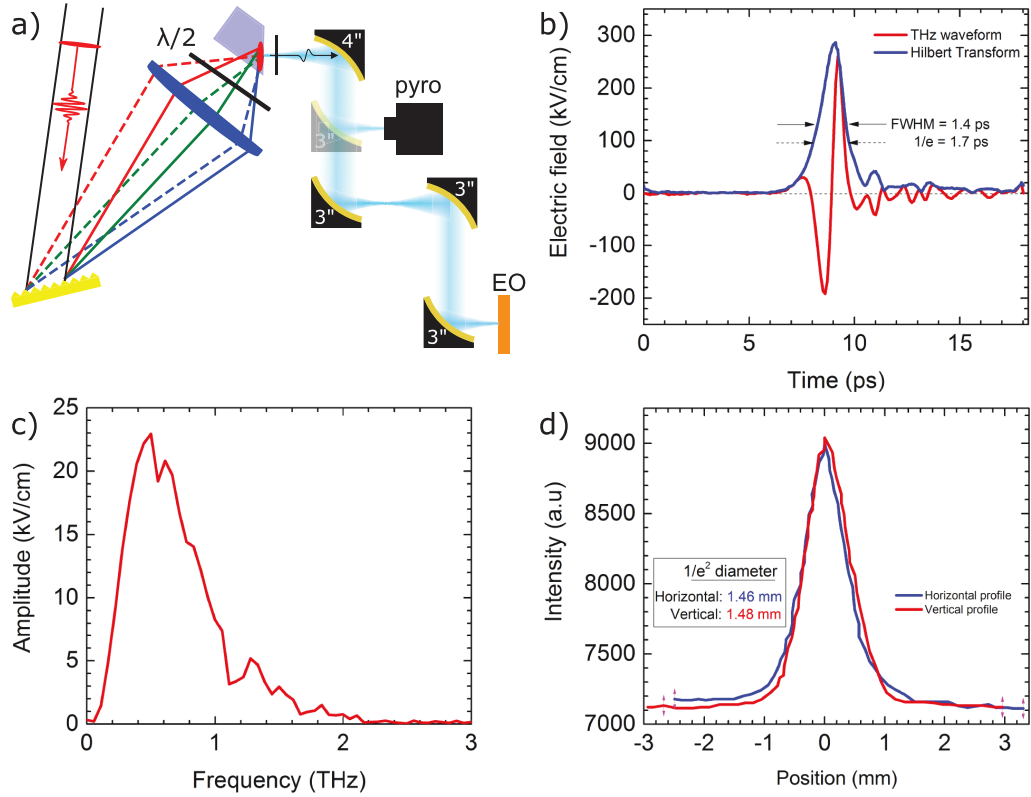 a)
λ/2
4"
pyro
3"
3"
3"
EO
3"
b)
THz waveform
Hilbert Transform
FWHM = 1.4 ps
1/e = 1.7 ps
Electric field (kV/cm)
300
200
100
0
-100
-200
0 5 10 15
Time (ps)
c)
Amplitude (kV/cm)
25
20
15
10
5
0
0 1 2 3
Frequency (THz)
d)
Intensity (a.u)
9000
8500
8000
7500
7000
1/e² diameter
Horizontal: 1.46 mm
Vertical: 1.48 mm
Horizontal profile
Vertical profile
-3 -2 -1 0 1 2 3
Position (mm)